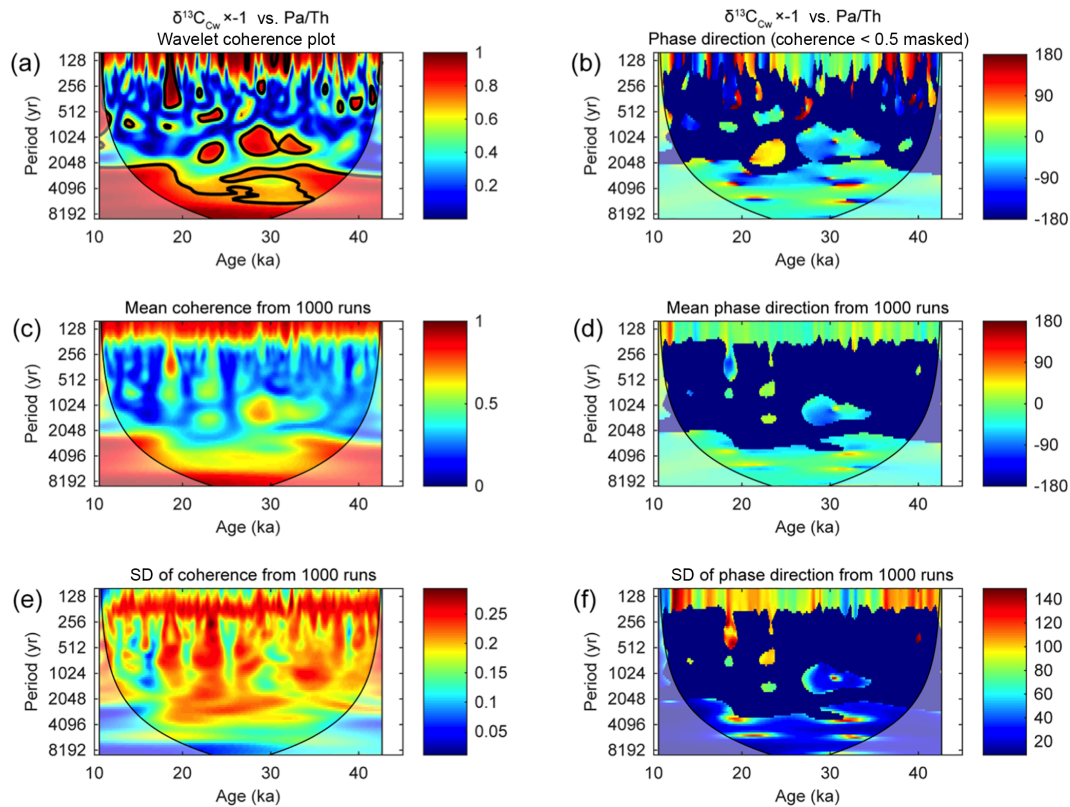 δ¹³C_Cw ×-1 vs. Pa/Th
Wavelet coherence plot
(a)
128
256
512
1024
2048
4096
8192
Period (yr)
10 20 30 40
Age (ka)
1
0.8
0.6
0.4
0.2
δ¹³C_Cw ×-1 vs. Pa/Th
Phase direction (coherence < 0.5 masked)
(b)
128
256
512
1024
2048
4096
8192
Period (yr)
10 20 30 40
Age (ka)
180
90
0
-90
-180
Mean coherence from 1000 runs
(c)
128
256
512
1024
2048
4096
8192
Period (yr)
10 20 30 40
Age (ka)
1
0.5
0
Mean phase direction from 1000 runs
(d)
128
256
512
1024
2048
4096
8192
Period (yr)
10 20 30 40
Age (ka)
180
90
0
-90
-180
SD of coherence from 1000 runs
(e)
128
256
512
1024
2048
4096
8192
Period (yr)
10 20 30 40
Age (ka)
0.25
0.2
0.15
0.1
0.05
SD of phase direction from 1000 runs
(f)
128
256
512
1024
2048
4096
8192
Period (yr)
10 20 30 40
Age (ka)
140
120
100
80
60
40
20